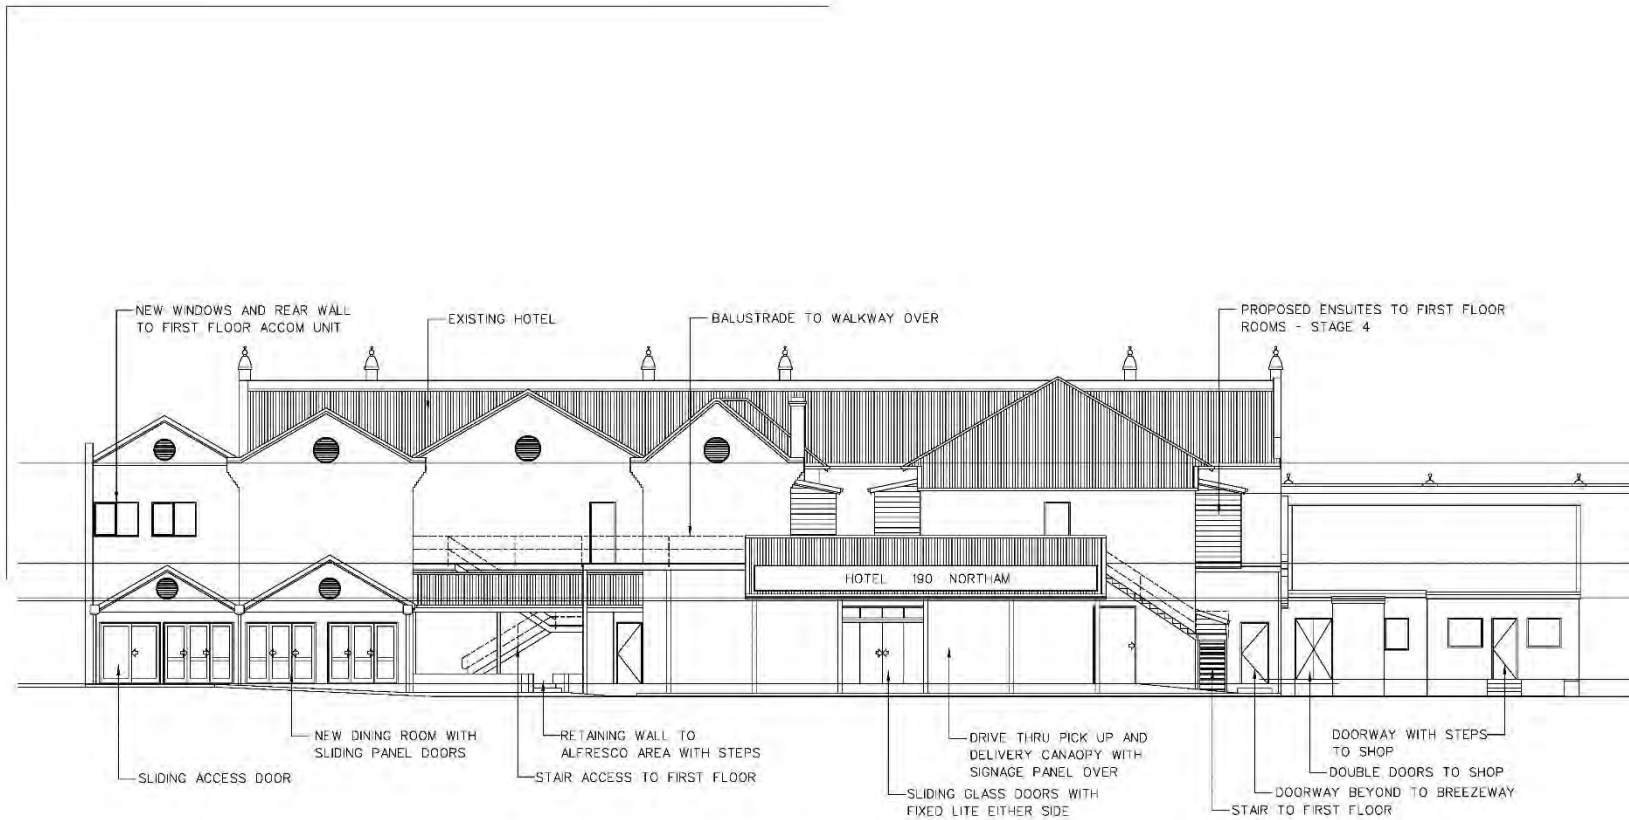 NEW WINDOWS AND REAR WALL
TO FIRST FLOOR ACCOM UNIT
EXISTING HOTEL
BALUSTRADE TO WALKWAY OVER
PROPOSED ENSUITES TO FIRST FLOOR
ROOMS - STAGE 4
HOTEL 190 NORTHAM
SLIDING ACCESS DOOR
NEW DINING ROOM WITH
SLIDING PANEL DOORS
RETAINING WALL TO
ALFRESCO AREA WITH STEPS
STAIR ACCESS TO FIRST FLOOR
DRIVE THRU PICK UP AND
DELIVERY CANAOPY WITH
SIGNAGE PANEL OVER
SLIDING GLASS DOORS WITH
FIXED LITE EITHER SIDE
DOORWAY WITH STEPS
TO SHOP
DOUBLE DOORS TO SHOP
DOORWAY BEYOND TO BREEZEWAY
STAIR TO FIRST FLOOR